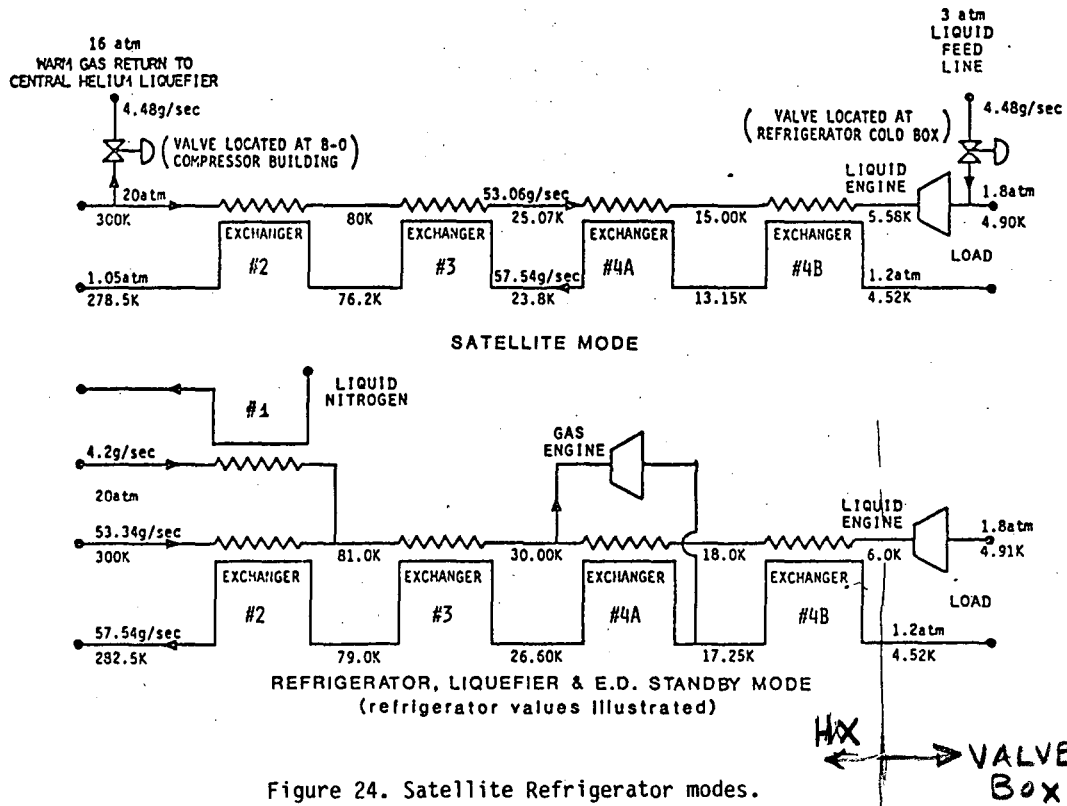 16 atm
WARM GAS RETURN TO
CENTRAL HELIUM LIQUEFIER
4.48g/sec
(VALVE LOCATED AT B-0
COMPRESSOR BUILDING)
3 atm
LIQUID
FEED
LINE
4.48g/sec
(VALVE LOCATED AT
REFRIGERATOR COLD BOX)
LIQUID
ENGINE
20atm
300K
80K
53.06g/sec
25.07K
15.00K
5.58K
1.8atm
4.90K
EXCHANGER
#2
EXCHANGER
#3
EXCHANGER
#4A
EXCHANGER
#4B
LOAD
1.05atm
278.5K
76.2K
57.54g/sec
23.8K
13.15K
1.2atm
4.52K
SATELLITE MODE
#1
LIQUID
NITROGEN
4.2g/sec
GAS
ENGINE
20atm
53.34g/sec
300K
81.0K
30.00K
18.0K
LIQUID
ENGINE
6.0K
1.8atm
4.91K
EXCHANGER
#2
EXCHANGER
#3
EXCHANGER
#4A
EXCHANGER
#4B
LOAD
57.54g/sec
282.5K
79.0K
26.60K
17.25K
1.2atm
4.52K
REFRIGERATOR, LIQUEFIER & E.D. STANDBY MODE
(refrigerator values illustrated)
HX
VALVE
BOX
Figure 24. Satellite Refrigerator modes.